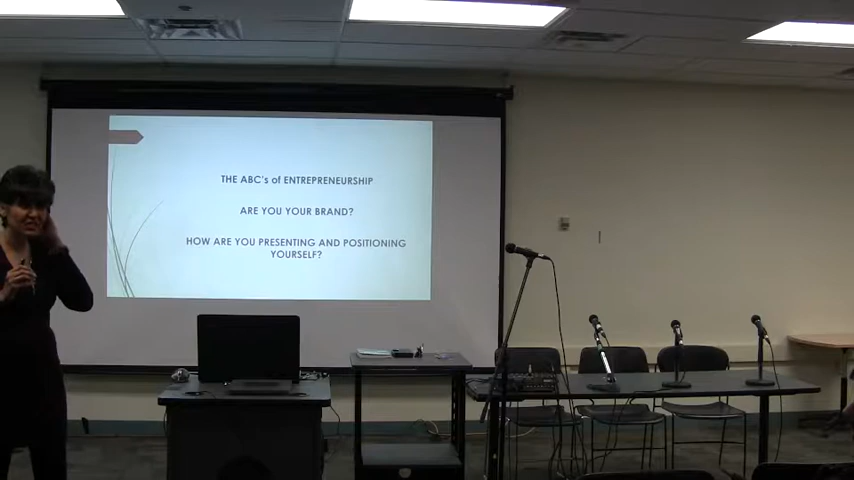 THE ABC's of ENTREPRENEURSHIP
ARE YOU YOUR BRAND?
HOW ARE YOU PRESENTING AND POSITIONING
YOURSELF?